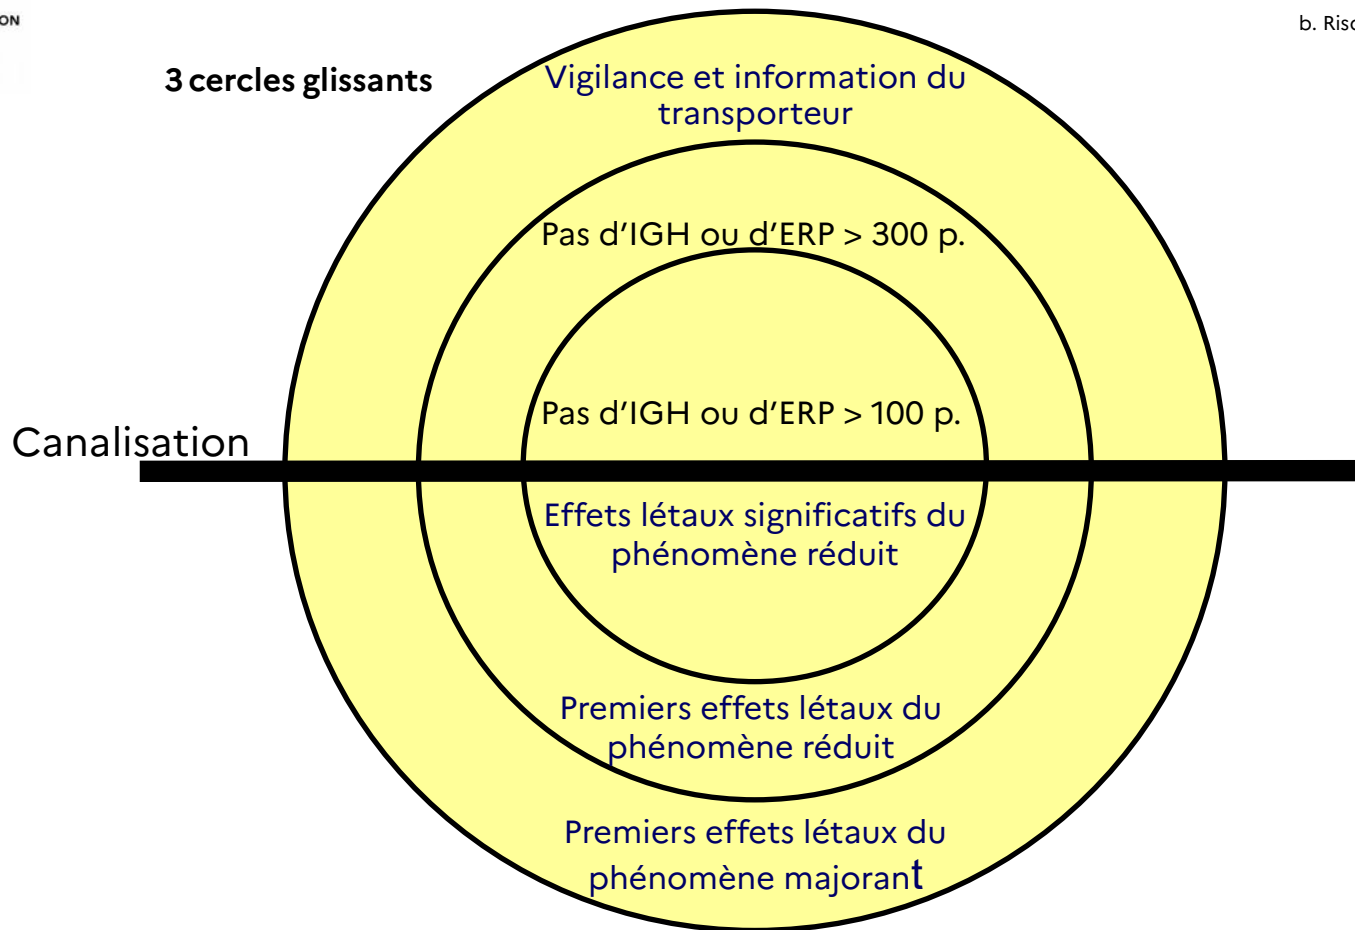 ON
b. Riso
3 cercles glissants
Vigilance et information du
transporteur
Pas d'IGH ou d'ERP > 300 p.
Pas d'IGH ou d'ERP > 100 p.
Canalisation
Effets létaux significatifs du
phénomène réduit
Premiers effets létaux du
phénomène réduit
Premiers effets létaux du
phénomène majorant